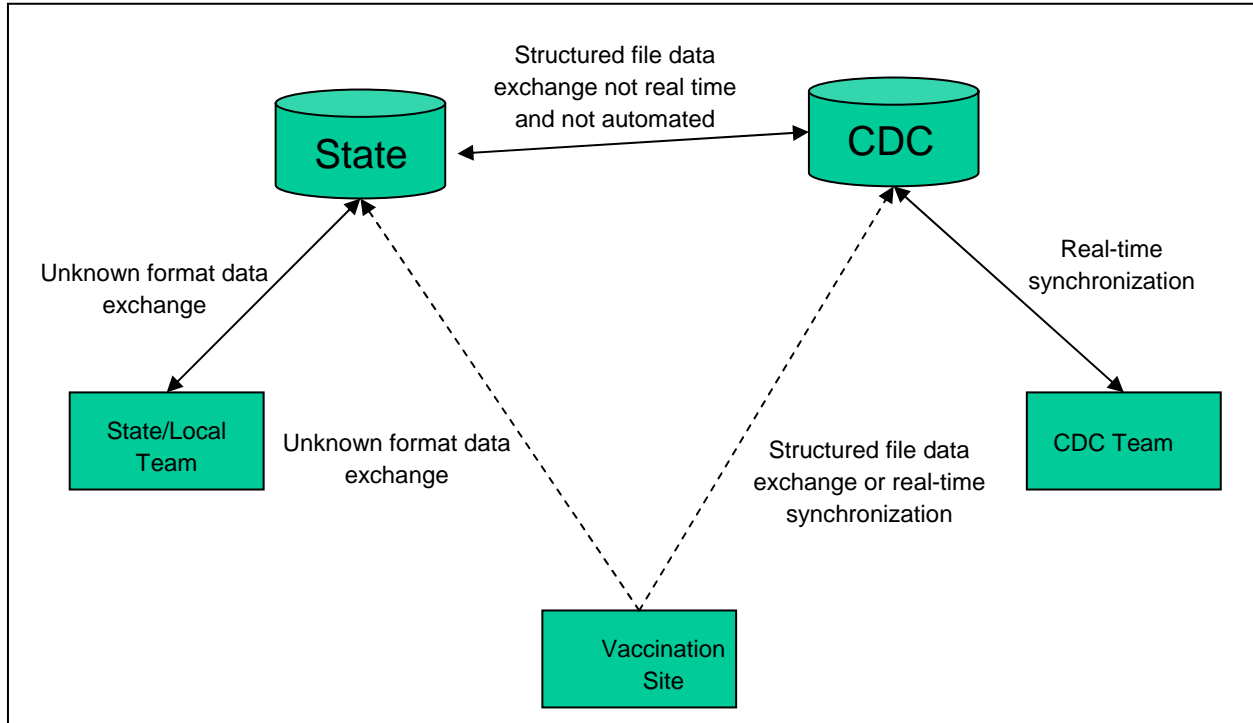 Structured file data
exchange not real time
and not automated
State
CDC
Unknown format data
exchange
Real-time
synchronization
State/Local
Team
Unknown format data
exchange
Structured file data
exchange or real-time
synchronization
CDC Team
Vaccination
Site